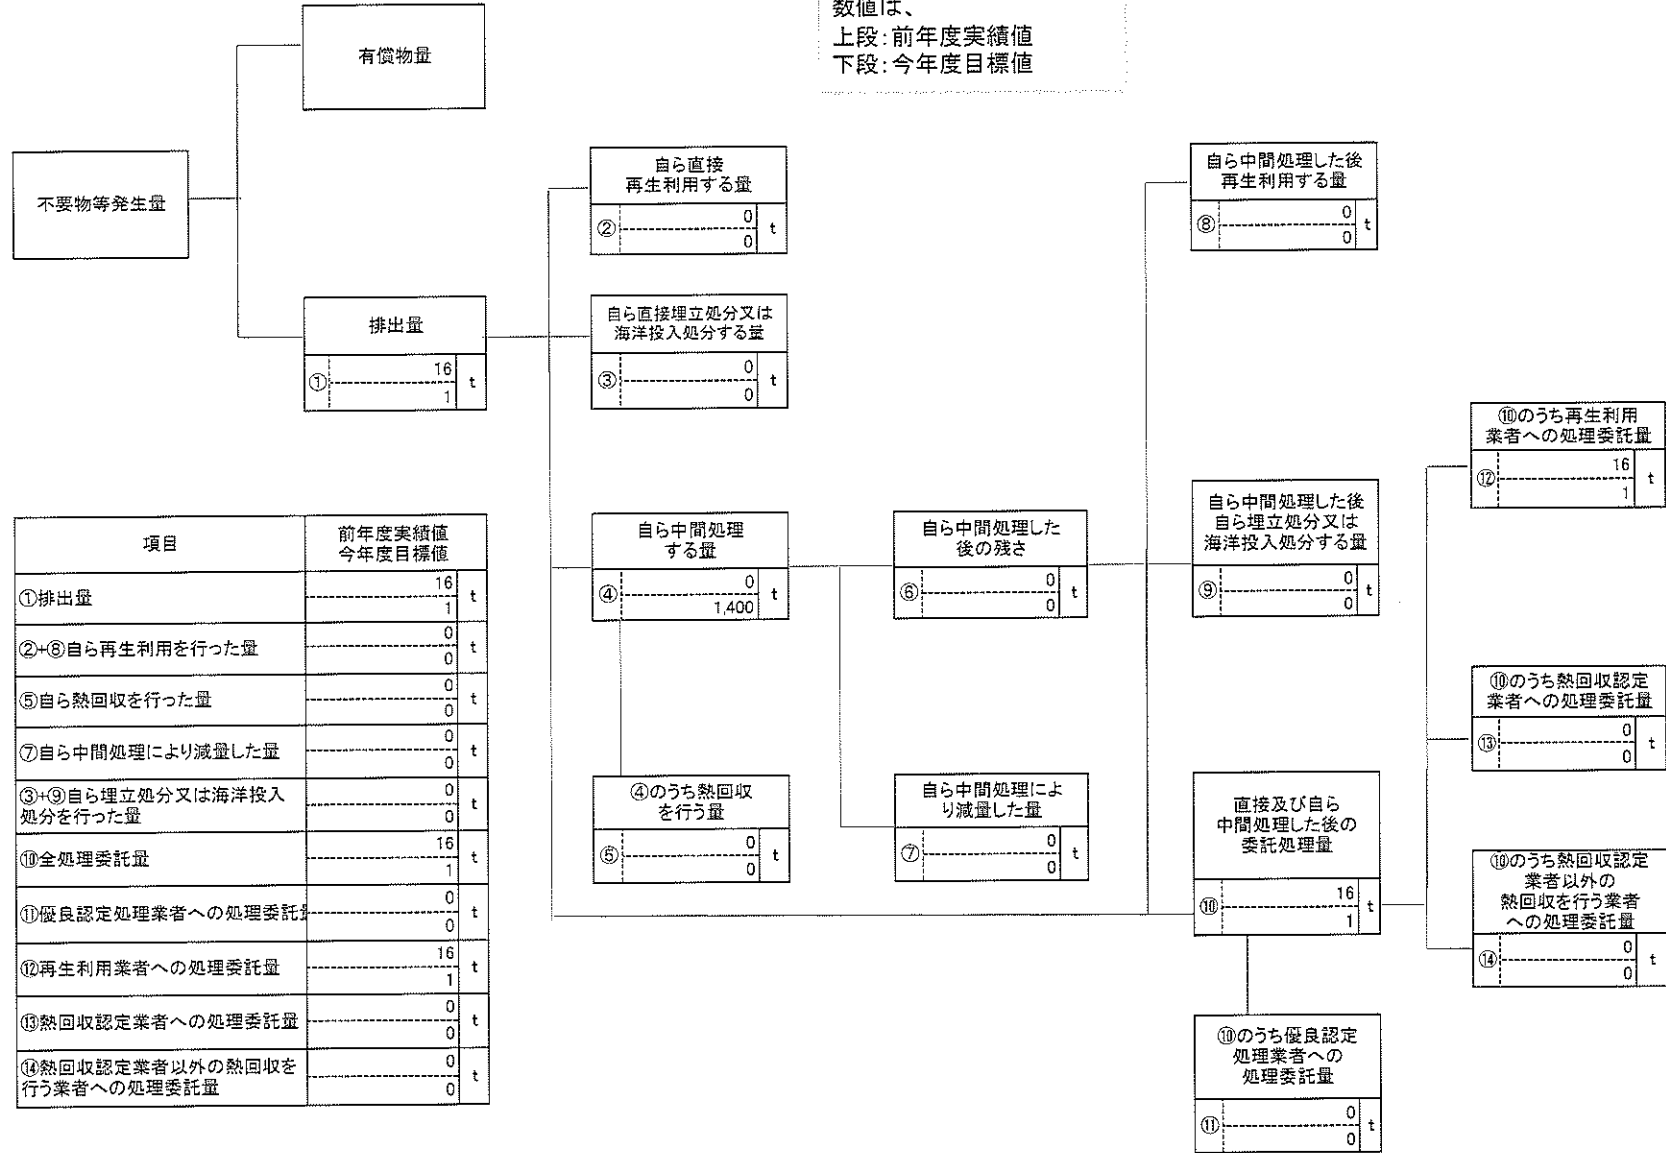 数値は、
上段:前年度実績値
下段:今年度目標値
有償物量
不要物等発生量
排出量
①
16
1
t
自ら直接
再生利用する量
②
0
0
t
自ら直接埋立処分又は
海洋投入処分する量
③
0
0
t
自ら中間処理
する量
④
0
1,400
t
④のうち熱回収
を行う量
⑤
0
0
t
自ら中間処理した
後の残さ
⑥
0
0
t
自ら中間処理によ
り減量した量
⑦
0
0
t
自ら中間処理した後
再生利用する量
⑧
0
0
t
自ら中間処理した後
自ら埋立処分又は
海洋投入処分する量
⑨
0
0
t
直接及び自ら
中間処理した後の
委託処理量
⑩
16
1
t
⑩のうち優良認定
処理業者への
処理委託量
⑪
0
0
t
⑩のうち再生利用
業者への処理委託量
⑫
16
1
t
⑩のうち熱回収認定
業者への処理委託量
⑬
0
0
t
⑩のうち熱回収認定
業者以外の
熱回収を行う業者
への処理委託量
⑭
0
0
t
項目
前年度実績値
今年度目標値
①排出量
16
1
t
②+⑧自ら再生利用を行った量
0
0
t
⑤自ら熱回収を行った量
0
0
t
⑦自ら中間処理により減量した量
0
0
t
③+⑨自ら埋立処分又は海洋投入
処分を行った量
0
0
t
⑩全処理委託量
16
1
t
⑪優良認定処理業者への処理委託
0
0
t
⑫再生利用業者への処理委託量
16
1
t
⑬熱回収認定業者への処理委託量
0
0
t
⑭熱回収認定業者以外の熱回収を
行う業者への処理委託量
0
0
t